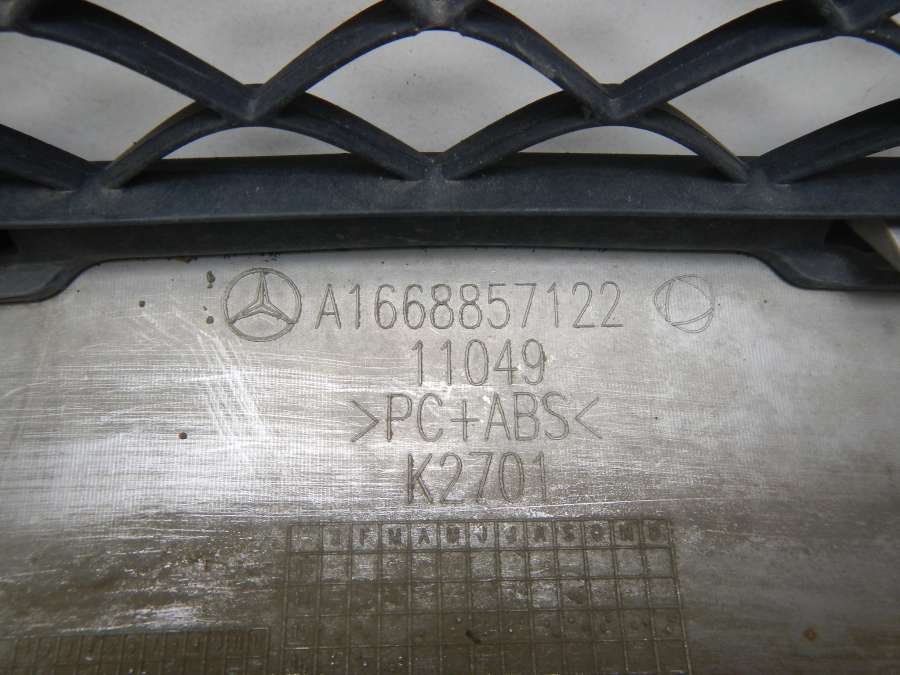 A1668857122
11049
>PC+ABS<
K2701
E F M A M J J A S O N D